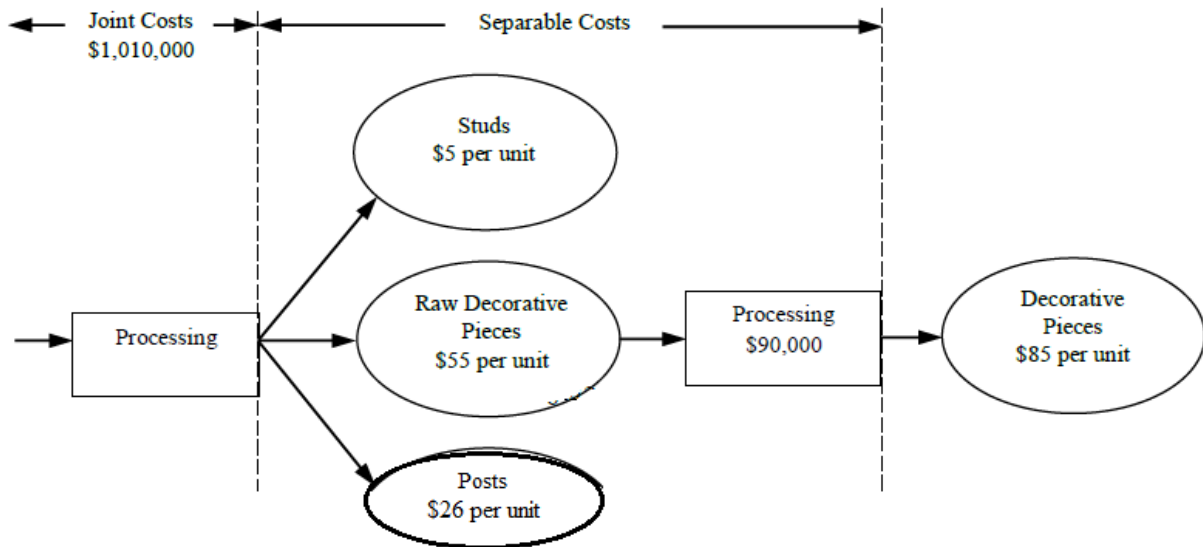 Joint Costs
$1,010,000
Separable Costs
Studs
$5 per unit
Processing
Raw Decorative
Pieces
$55 per unit
Processing
$90,000
Decorative
Pieces
$85 per unit
Posts
$26 per unit